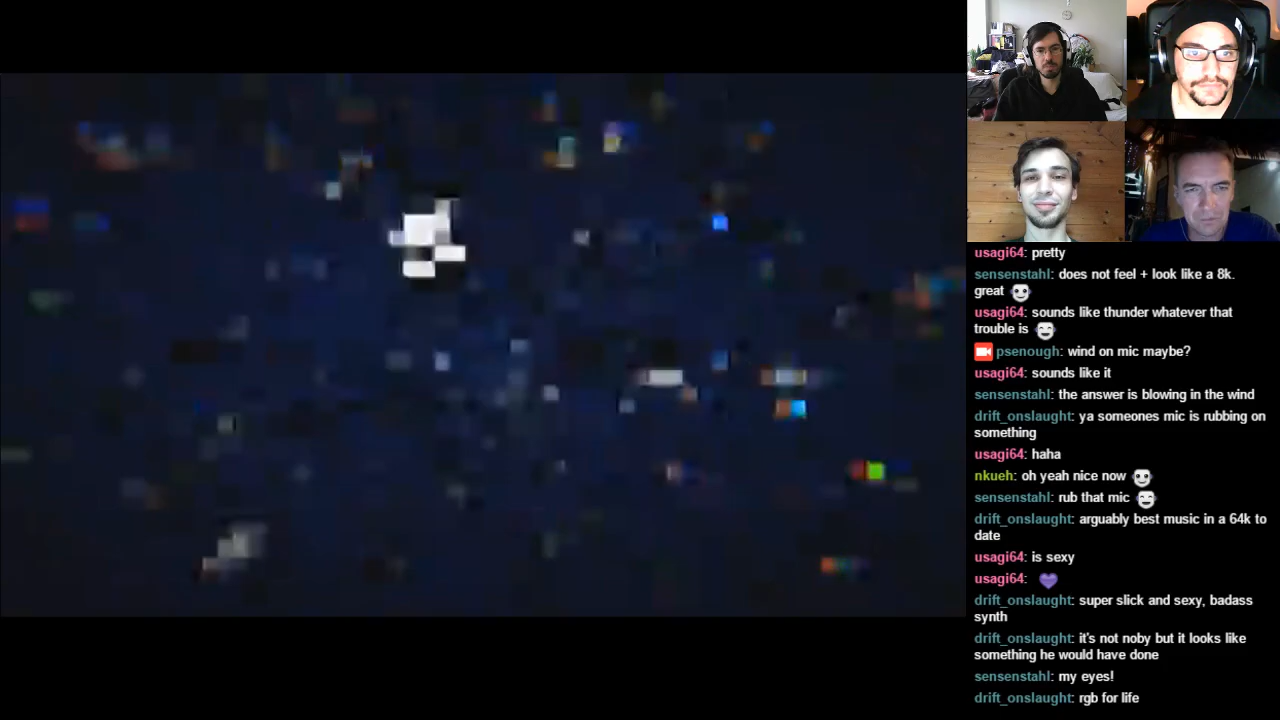 usagi64: pretty
sensenstahl: does not feel + look like a 8k.
great
usagi64: sounds like thunder whatever that
trouble is
psenough: wind on mic maybe?
usagi64: sounds like it
sensenstahl: the answer is blowing in the wind
drift_onslaught: ya someones mic is rubbing on
something
usagi64: haha
nkueh: oh yeah nice now
sensenstahl: rub that mic
drift_onslaught: arguably best music in a 64k to
date
usagi64: is sexy
usagi64:
drift_onslaught: super slick and sexy, badass
synth
drift_onslaught: it's not noby but it looks like
something he would have done
sensenstahl: my eyes!
drift_onslaught: rgb for life